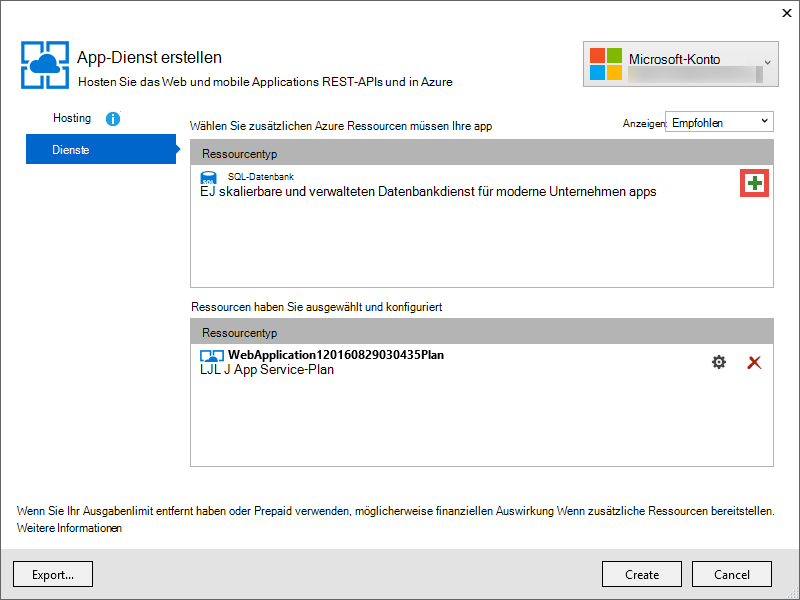 App-Dienst erstellen
Hosten Sie das Web und mobile Applications REST-APIs und in Azure
Microsoft-Konto
Hosting
Dienste
Wählen Sie zusätzlichen Azure Ressourcen müssen Ihre app
Anzeigen:
Empfohlen
Ressourcentyp
SQL-Datenbank
EJ skalierbare und verwalteten Datenbankdienst für moderne Unternehmen apps
Ressourcen haben Sie ausgewählt und konfiguriert
Ressourcentyp
WebApplication120160829030435Plan
LJL J App Service-Plan
Wenn Sie Ihr Ausgabenlimit entfernt haben oder Prepaid verwenden, möglicherweise finanziellen Auswirkung Wenn zusätzliche Ressourcen bereitstellen.
Weitere Informationen
Export...
Create
Cancel